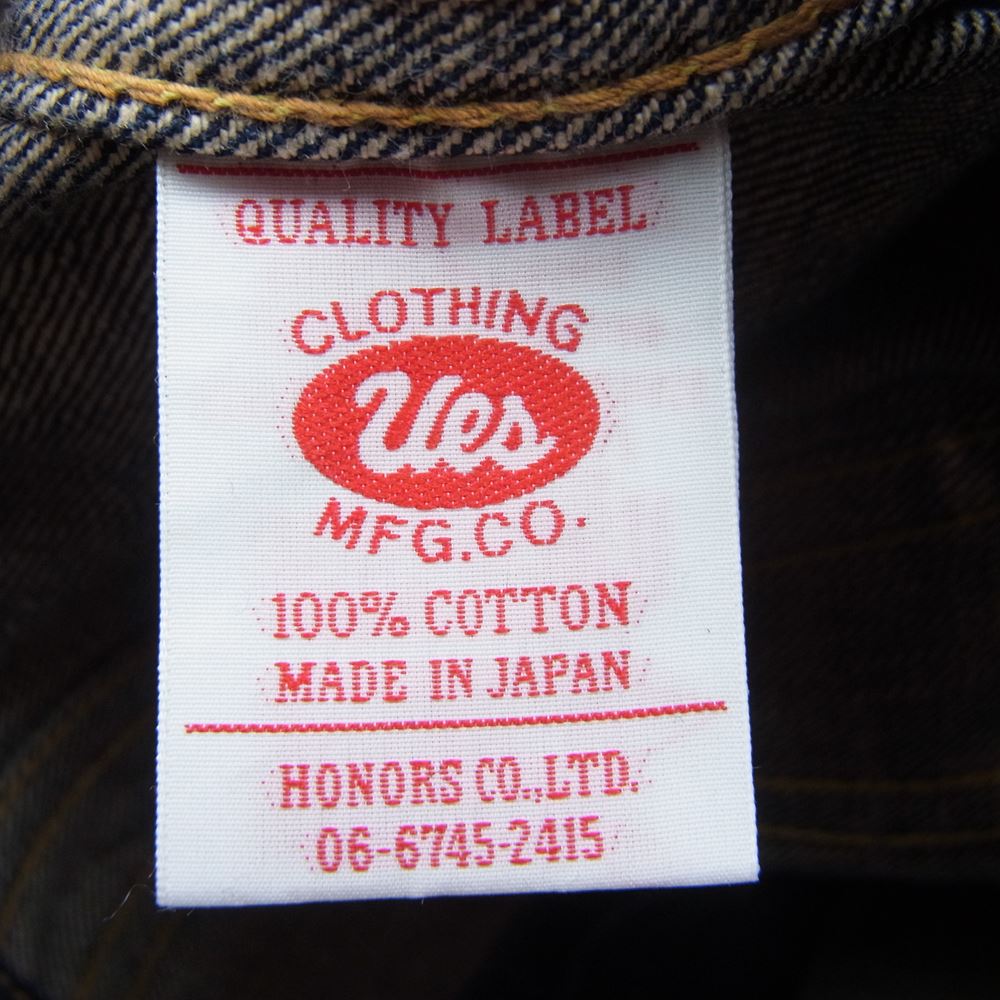 QUALITY LABEL
CLOTHING
Ues
MFG.CO.
100% COTTON
MADE IN JAPAN
HONORS CO.,LTD.
06-6745-2415